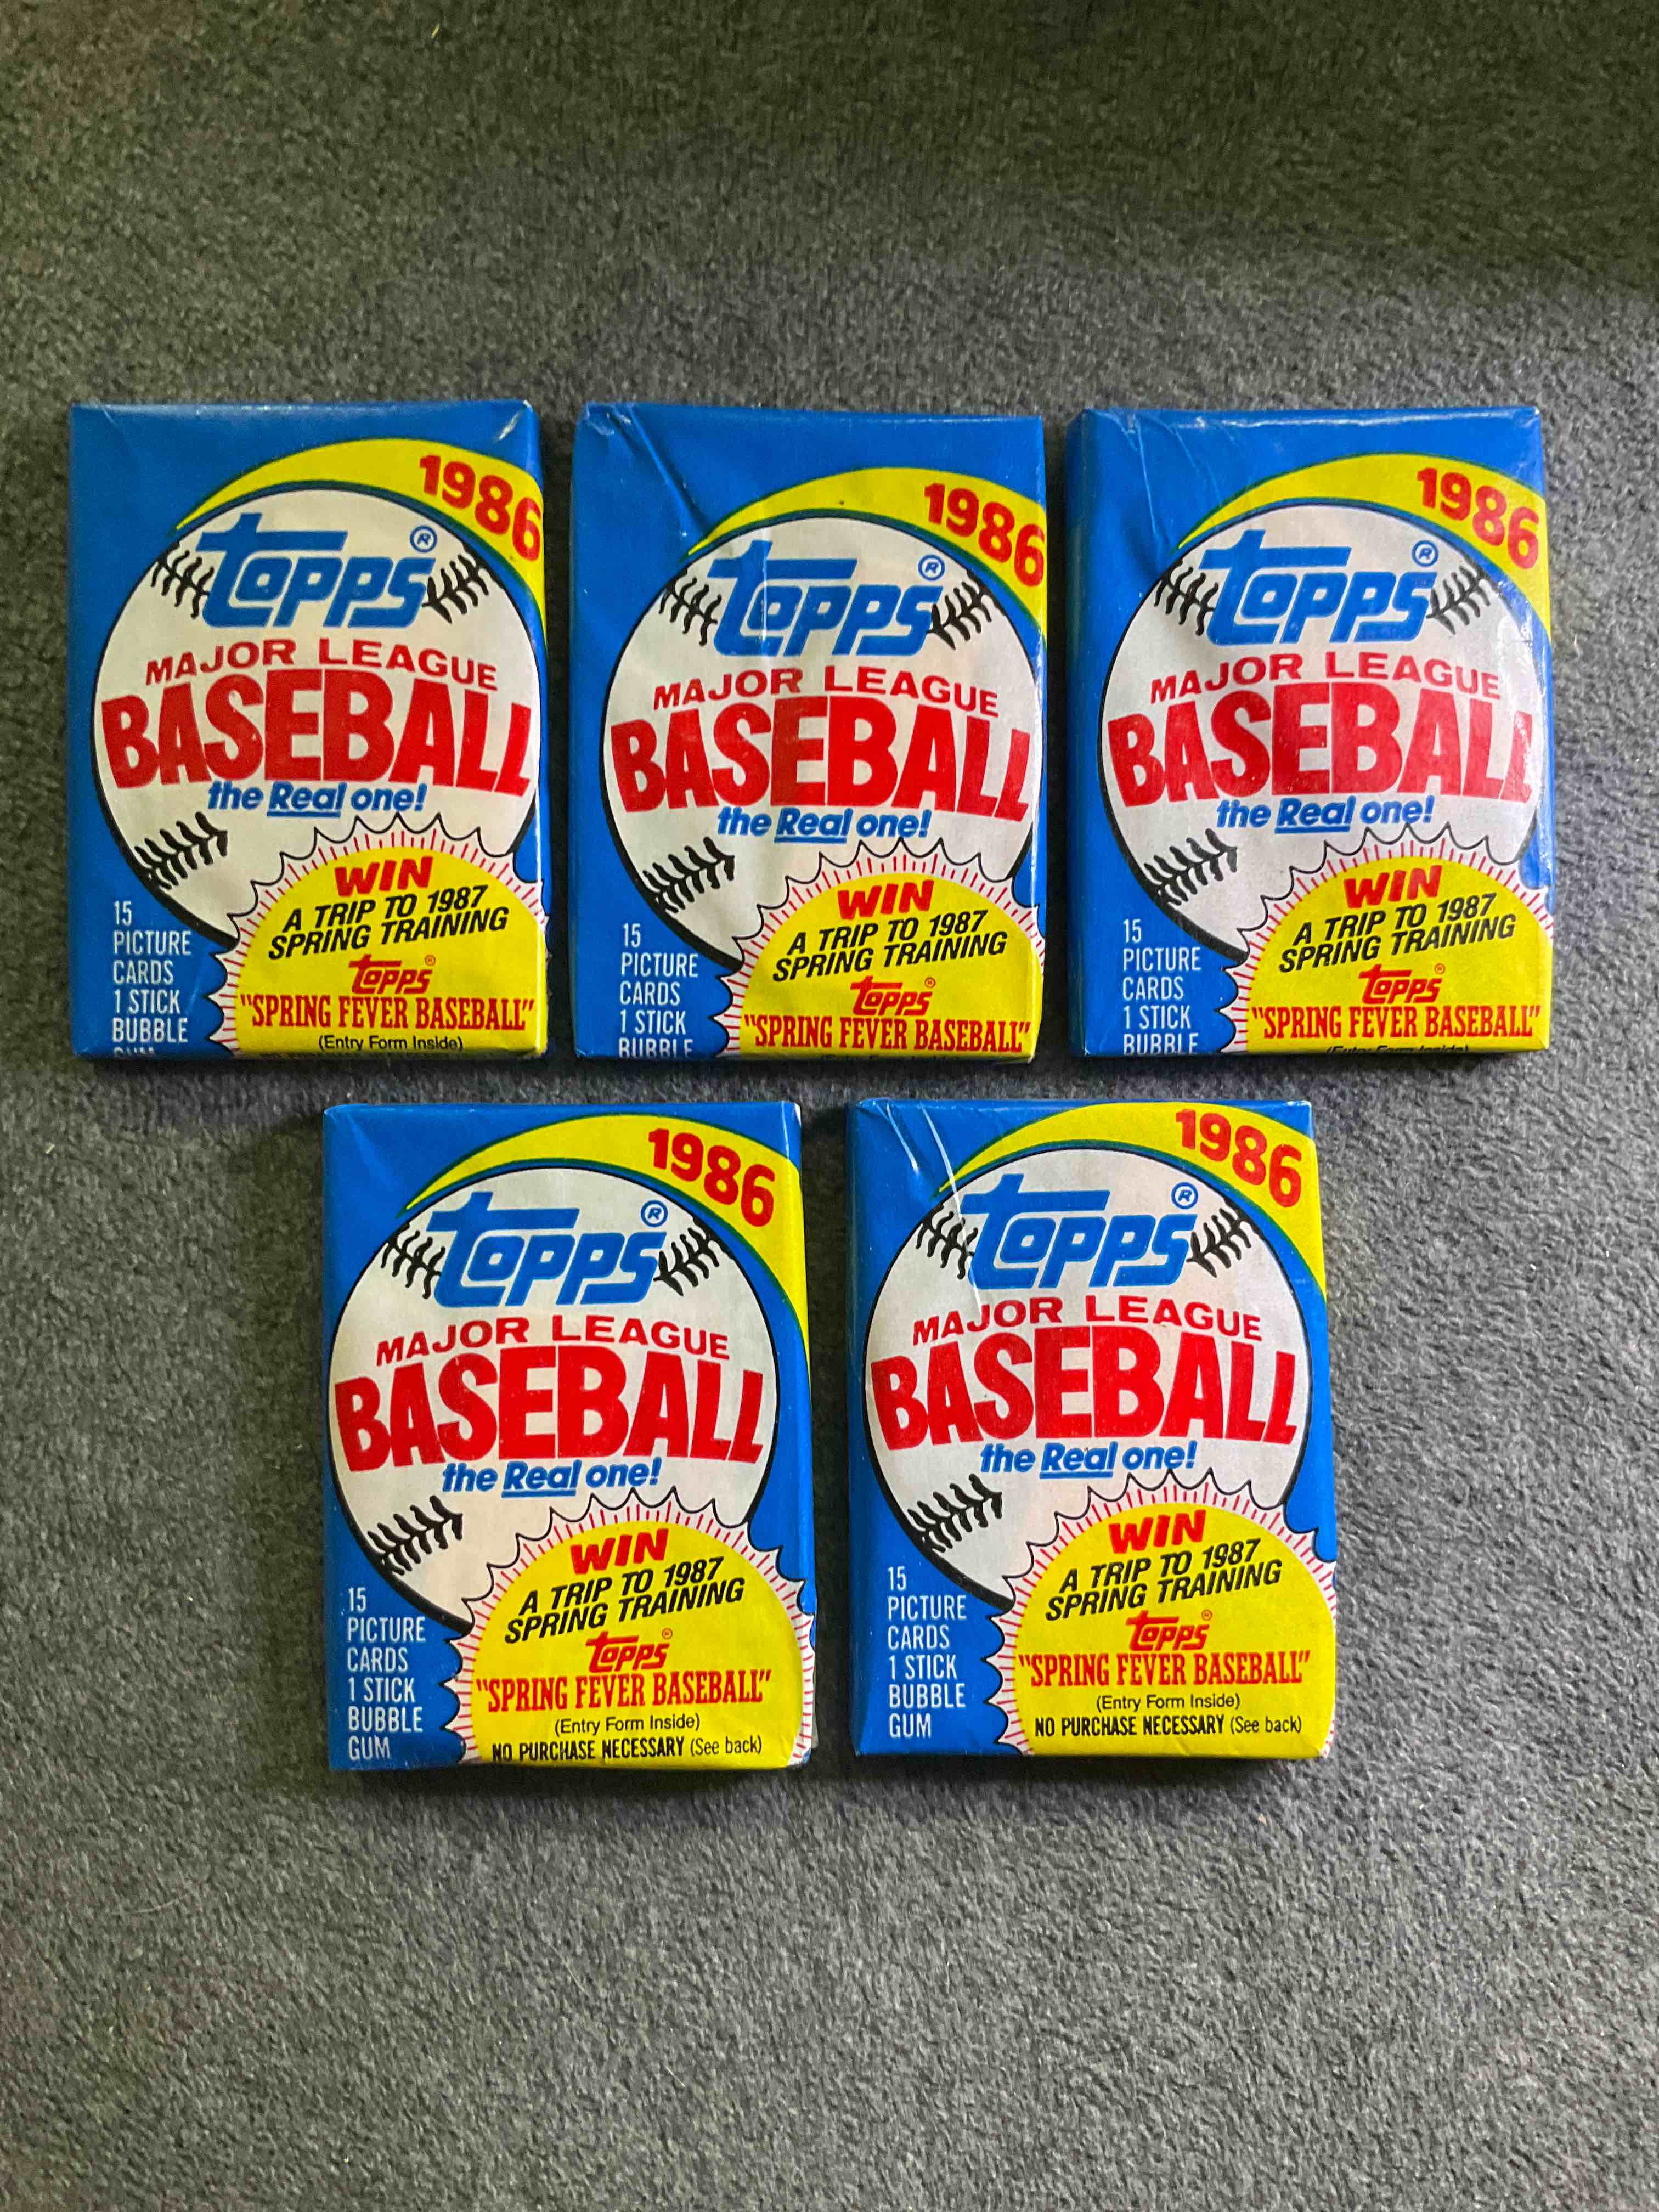 1986
Topps®
MAJOR LEAGUE
BASEBALL
the Real one!
WIN
A TRIP TO 1987
SPRING TRAINING
Topps®
"SPRING FEVER BASEBALL"
(Entry Form Inside)
15
PICTURE
CARDS
1 STICK
BUBBLE
GUM
1986
Topps®
MAJOR LEAGUE
BASEBALL
the Real one!
WIN
A TRIP TO 1987
SPRING TRAINING
Topps®
"SPRING FEVER BASEBALL"
15
PICTURE
CARDS
1 STICK
BUBBLE
1986
Topps®
MAJOR LEAGUE
BASEBALL
the Real one!
WIN
A TRIP TO 1987
SPRING TRAINING
Topps®
"SPRING FEVER BASEBALL"
(Entry Form Inside)
15
PICTURE
CARDS
1 STICK
BUBBLE
1986
Topps®
MAJOR LEAGUE
BASEBALL
the Real one!
WIN
A TRIP TO 1987
SPRING TRAINING
Topps®
"SPRING FEVER BASEBALL"
(Entry Form Inside)
NO PURCHASE NECESSARY (See back)
15
PICTURE
CARDS
1 STICK
BUBBLE
GUM
1986
Topps®
MAJOR LEAGUE
BASEBALL
the Real one!
WIN
A TRIP TO 1987
SPRING TRAINING
Topps®
"SPRING FEVER BASEBALL"
(Entry Form Inside)
NO PURCHASE NECESSARY (See back)
15
PICTURE
CARDS
1 STICK
BUBBLE
GUM